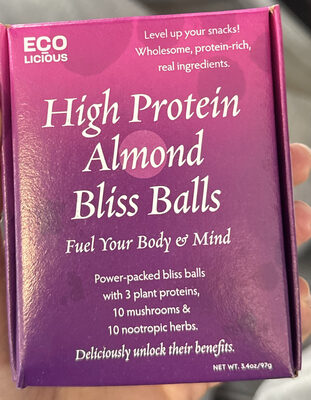 ECO
LICIOUS
Level up your snacks!
Wholesome, protein-rich,
real ingredients.
High Protein
Almond
Bliss Balls
Fuel Your Body & Mind
Power-packed bliss balls
with 3 plant proteins,
10 mushrooms &
10 nootropic herbs.
Deliciously unlock their benefits.
NET WT. 3.4oz/97g